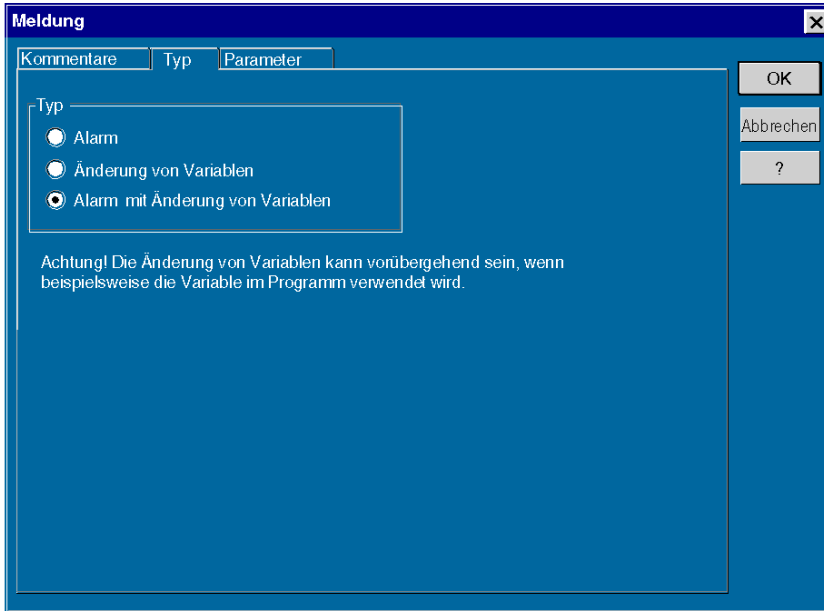 Meldung
Kommentare Typ Parameter
OK
Abbrechen
?
Typ
Alarm
Änderung von Variablen
Alarm mit Änderung von Variablen
Achtung! Die Änderung von Variablen kann vorübergehend sein, wenn
beispielsweise die Variable im Programm verwendet wird.